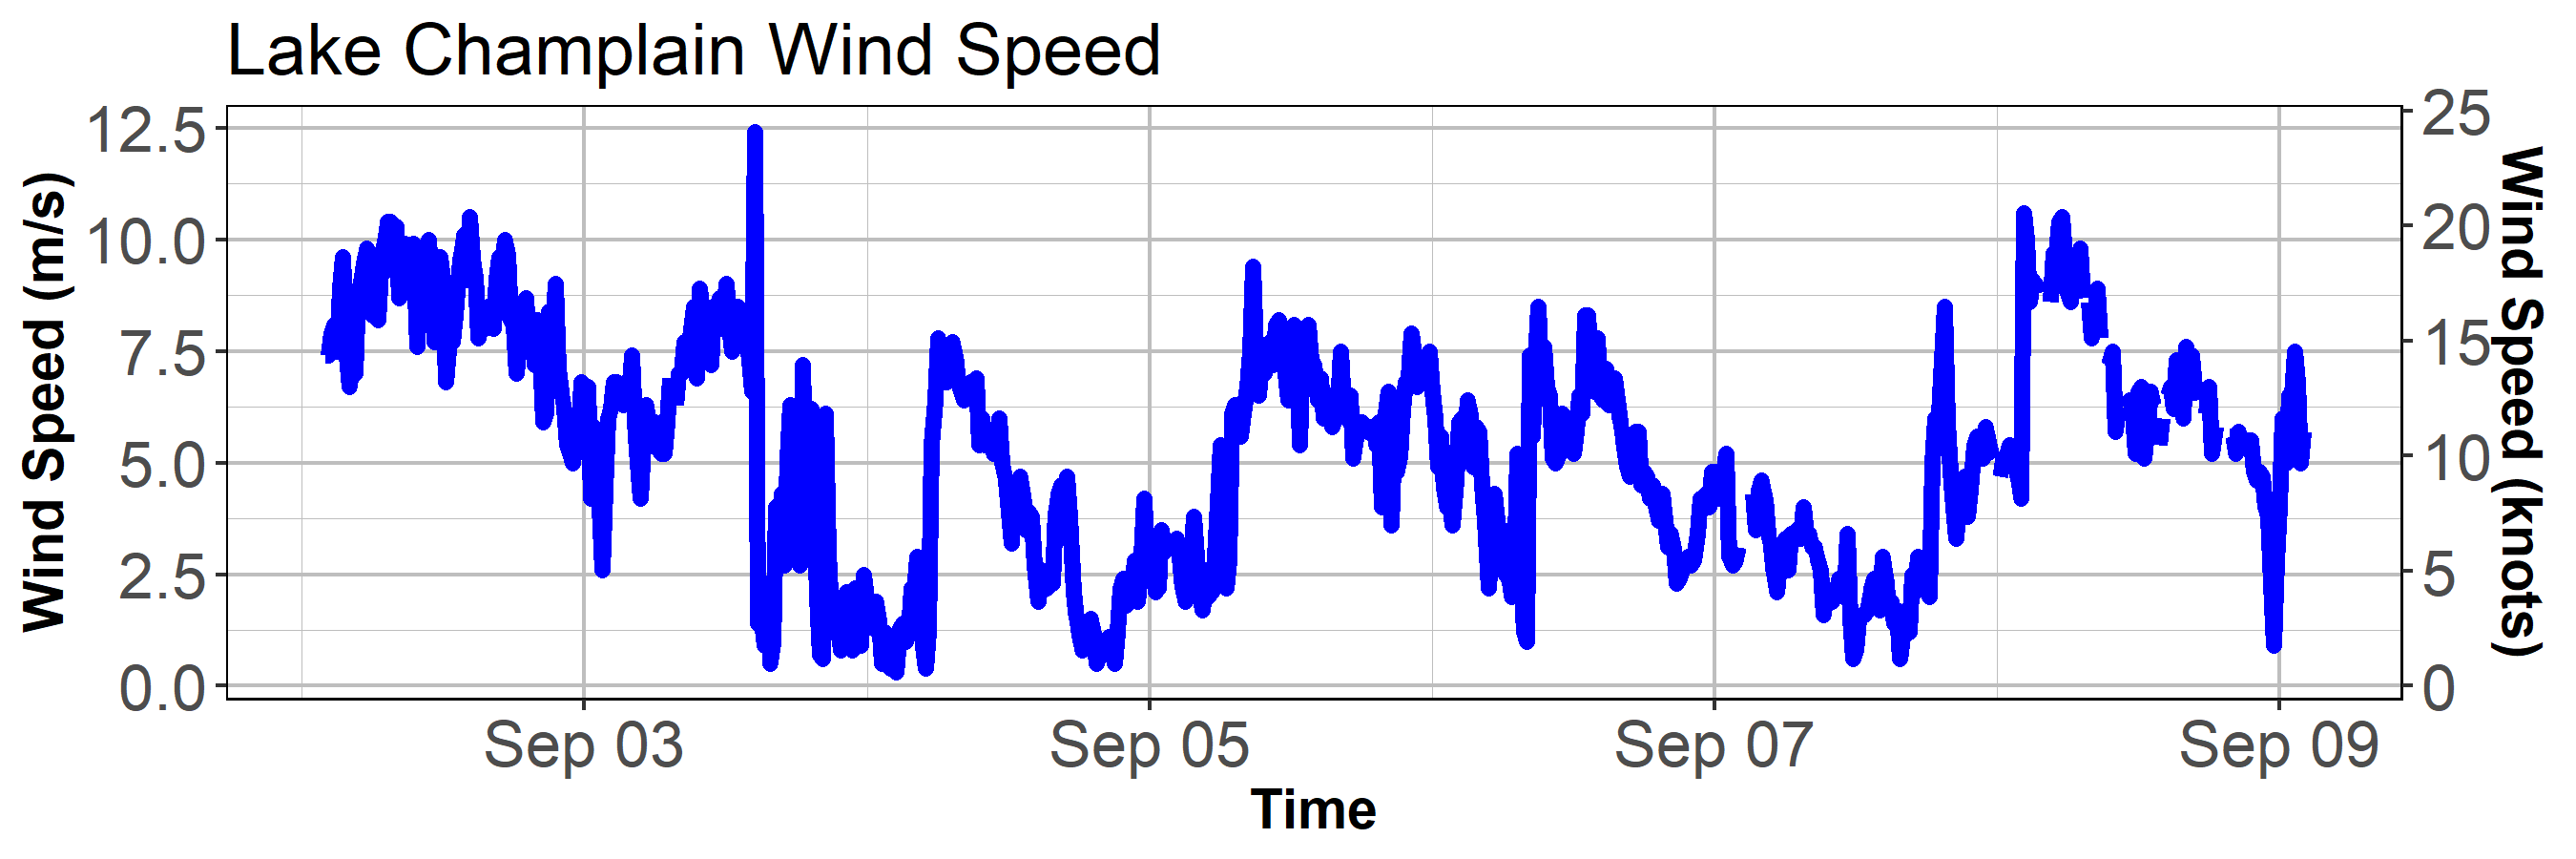 Lake Champlain Wind Speed
Wind Speed (m/s)
12.5
10.0
7.5
5.0
2.5
0.0
25
20
15
10
5
0
Wind Speed (knots)
Sep 03
Sep 05
Sep 07
Sep 09
Time